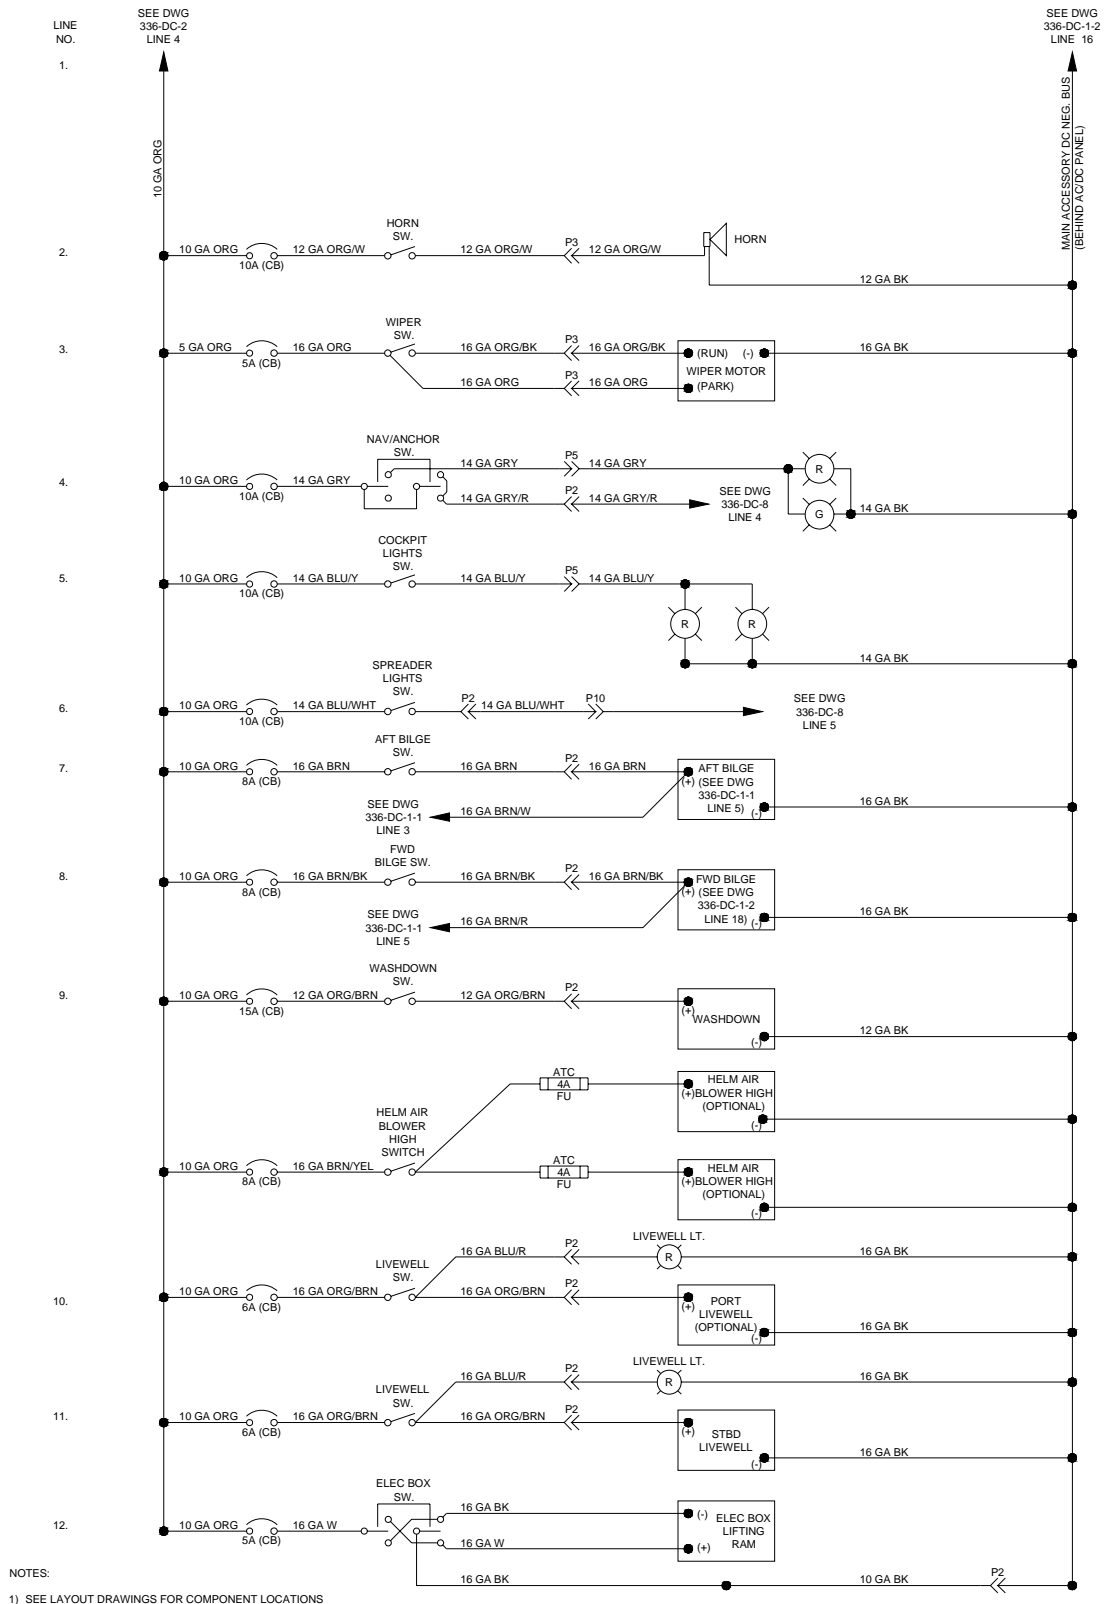 LINE
NO.
SEE DWG
336-DC-2
LINE 4
SEE DWG
336-DC-1-2
LINE 16
1.
10 GA ORG
MAIN ACCESSORY DC NEG. BUS
(BEHIND AC/DC PANEL)
2.
10 GA ORG
10A (CB)
12 GA ORG/W
HORN
SW.
12 GA ORG/W
P3
12 GA ORG/W
HORN
12 GA BK
3.
5 GA ORG
5A (CB)
16 GA ORG
WIPER
SW.
16 GA ORG/BK
P3
16 GA ORG/BK
(RUN) (-)
WIPER MOTOR
(PARK)
16 GA BK
16 GA ORG
P3
16 GA ORG
4.
10 GA ORG
10A (CB)
14 GA GRY
NAV/ANCHOR
SW.
14 GA GRY
P5
14 GA GRY
R
14 GA GRY/R
P2
14 GA GRY/R
SEE DWG
336-DC-8
LINE 4
G
14 GA BK
5.
10 GA ORG
10A (CB)
14 GA BLU/Y
COCKPIT
LIGHTS
SW.
14 GA BLU/Y
P5
14 GA BLU/Y
R
R
14 GA BK
6.
10 GA ORG
10A (CB)
14 GA BLU/WHT
SPREADER
LIGHTS
SW.
P2
14 GA BLU/WHT
P10
SEE DWG
336-DC-8
LINE 5
7.
10 GA ORG
8A (CB)
16 GA BRN
AFT BILGE
SW.
16 GA BRN
P2
16 GA BRN
(+)
AFT BILGE
(SEE DWG
336-DC-1-1
LINE 5)
(-)
16 GA BK
SEE DWG
336-DC-1-1
LINE 3
16 GA BRN/W
8.
10 GA ORG
8A (CB)
16 GA BRN/BK
FWD
BILGE SW.
16 GA BRN/BK
P2
16 GA BRN/BK
(+)
FWD BILGE
(SEE DWG
336-DC-1-2
LINE 18)
(-)
16 GA BK
SEE DWG
336-DC-1-1
LINE 5
16 GA BRN/R
9.
10 GA ORG
15A (CB)
12 GA ORG/BRN
WASHDOWN
SW.
12 GA ORG/BRN
P2
(+)
WASHDOWN
(-)
12 GA BK
ATC
4A
FU
HELM AIR
(+)BLOWER HIGH
(OPTIONAL)
(-)
HELM AIR
BLOWER
HIGH
SWITCH
10 GA ORG
8A (CB)
16 GA BRN/YEL
ATC
4A
FU
HELM AIR
(+)BLOWER HIGH
(OPTIONAL)
(-)
16 GA BLU/R
P2
LIVEWELL LT.
R
16 GA BK
10.
10 GA ORG
6A (CB)
16 GA ORG/BRN
LIVEWELL
SW.
16 GA ORG/BRN
P2
(+)
PORT
LIVEWELL
(OPTIONAL)
(-)
16 GA BK
16 GA BLU/R
P2
LIVEWELL LT.
R
16 GA BK
11.
10 GA ORG
6A (CB)
16 GA ORG/BRN
LIVEWELL
SW.
16 GA ORG/BRN
P2
(+)
STBD
LIVEWELL
(-)
16 GA BK
12.
10 GA ORG
5A (CB)
16 GA W
ELEC BOX
SW.
16 GA BK
16 GA W
(-)
(+)
ELEC BOX
LIFTING
RAM
16 GA BK
10 GA BK
P2
NOTES:
1) SEE LAYOUT DRAWINGS FOR COMPONENT LOCATIONS